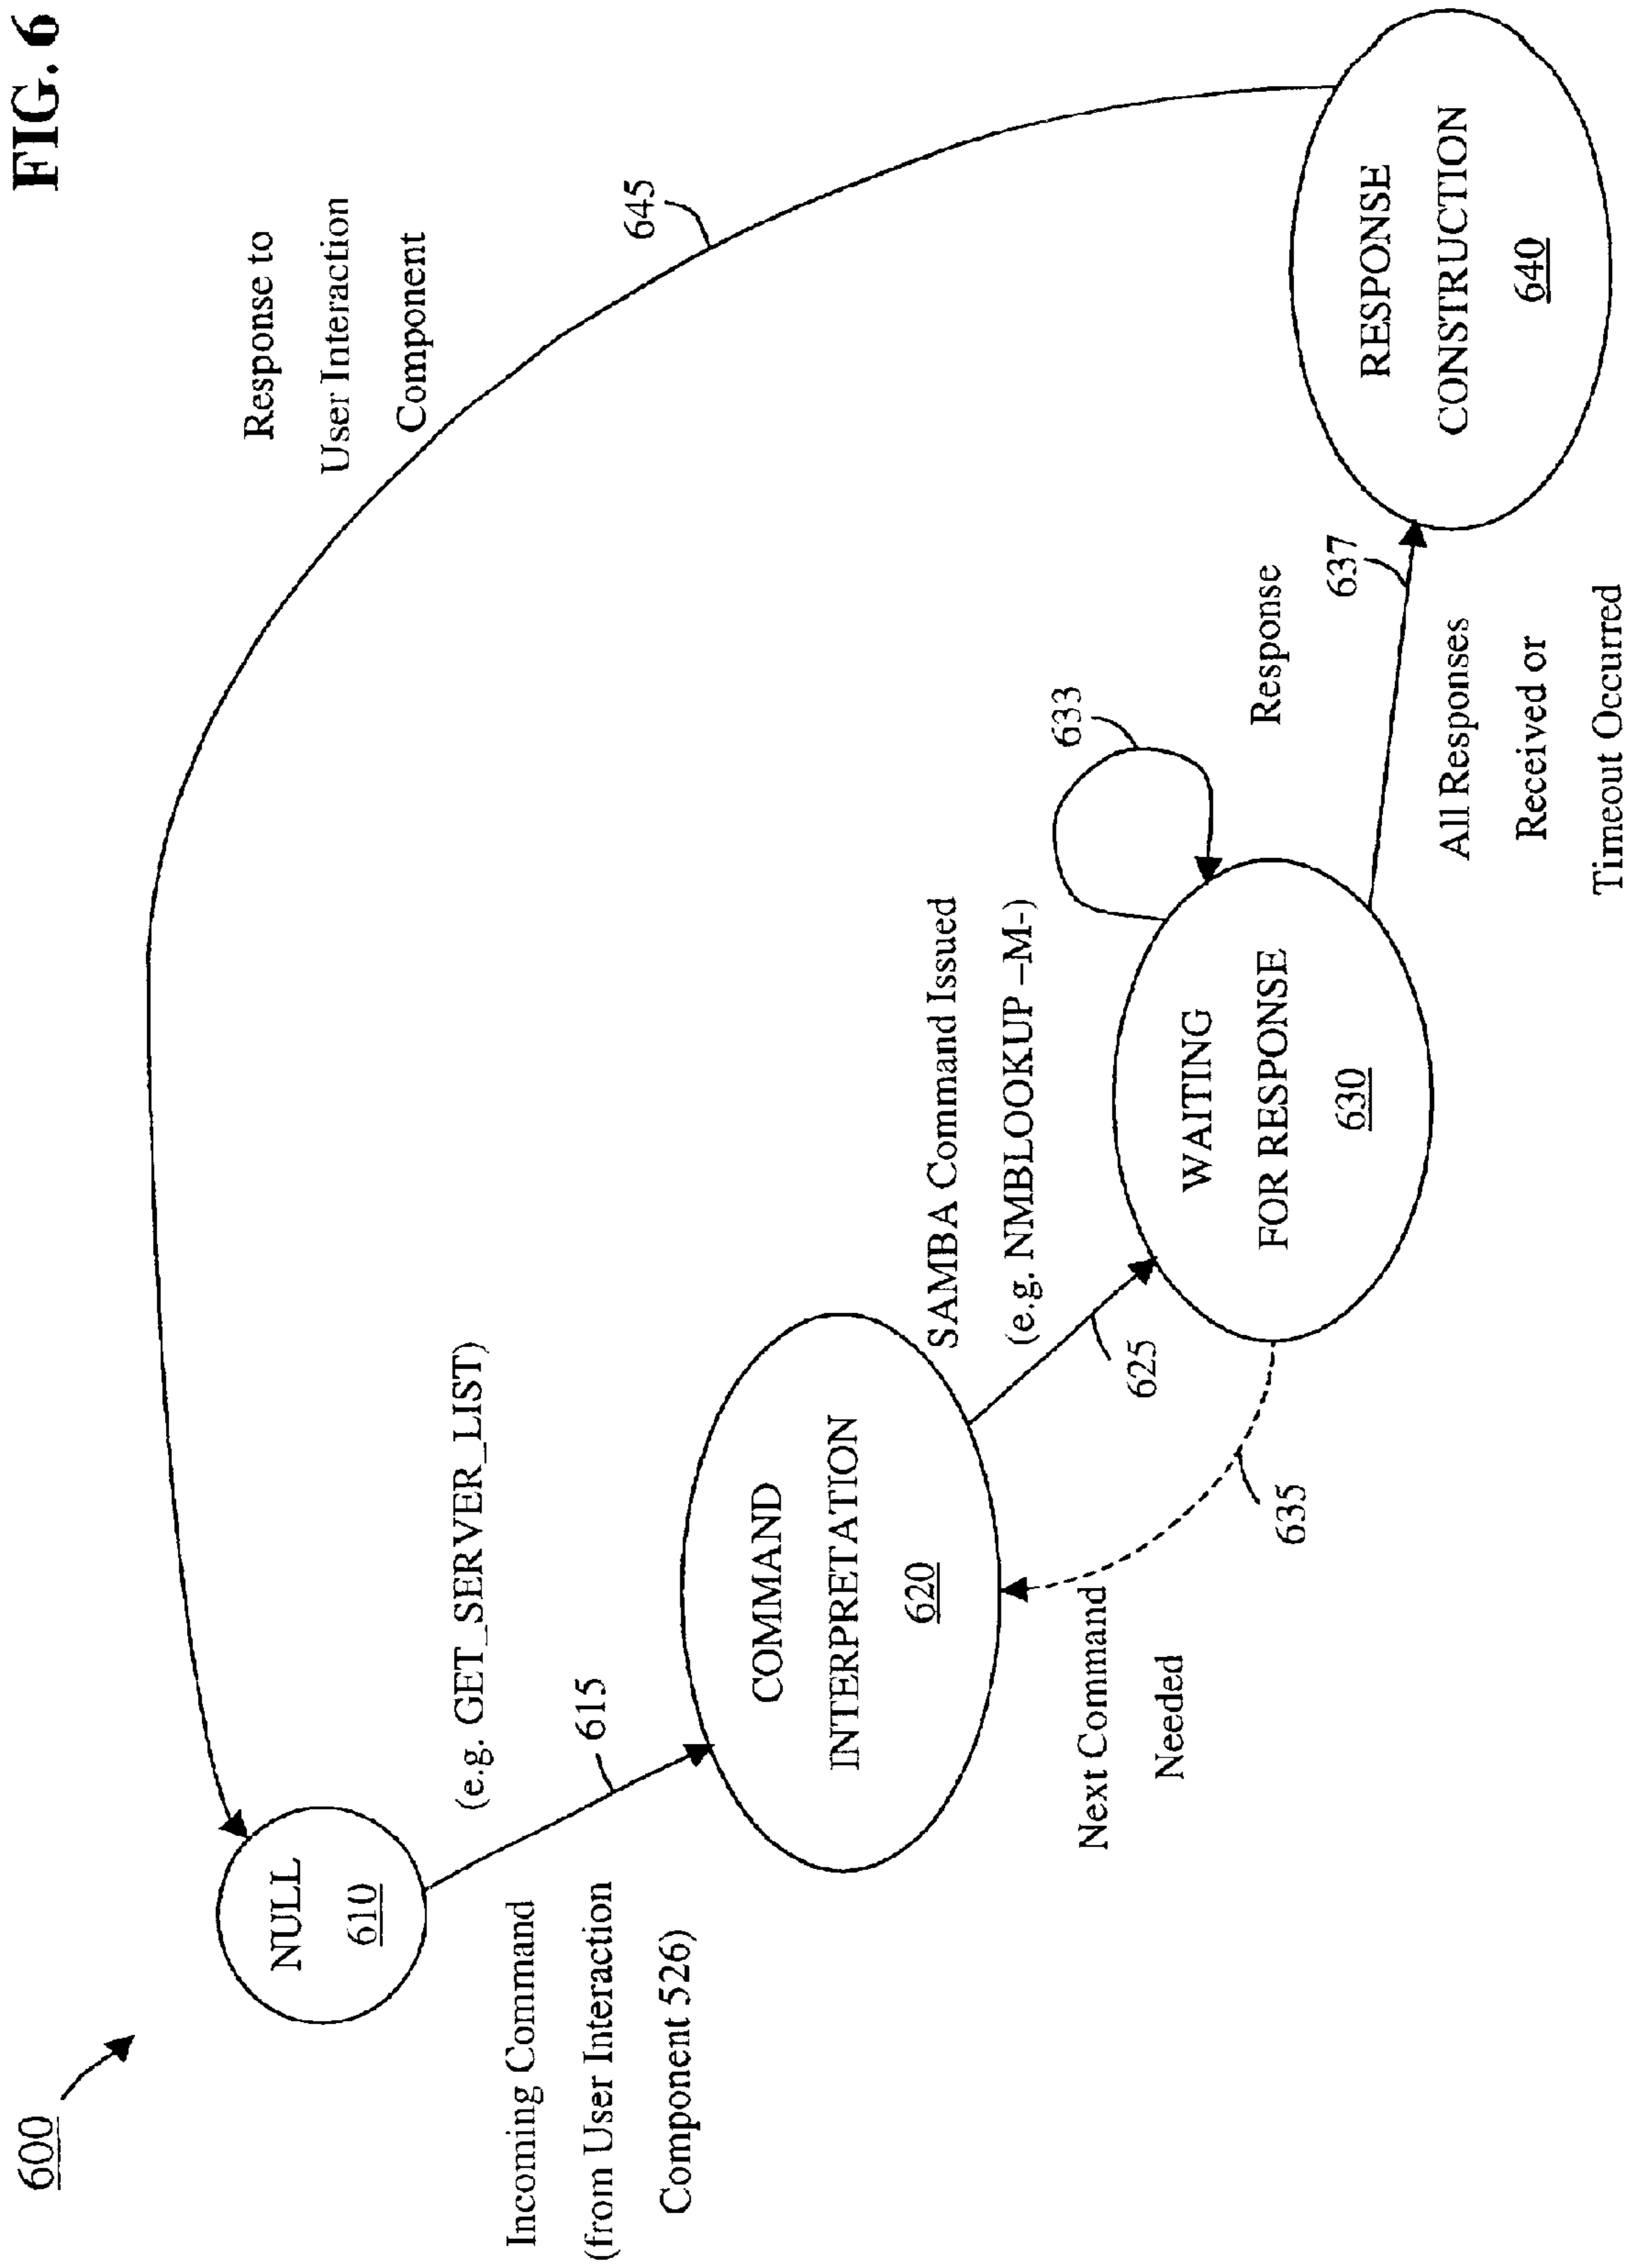 FIG. 6
600
Response to
User Interaction
Component
645
NULL
610
(e.g. GET_SERVER_LIST)
615
Incoming Command
(from User Interaction
Component 526)
COMMAND
INTERPRETATION
620
SAMBA Command Issued
(e.g. NMBLOOKUP –M-)
625
633
Response
WAITING
FOR RESPONSE
630
635
Next Command
Needed
637
All Responses
Received or
Timeout Occurred
RESPONSE
CONSTRUCTION
640